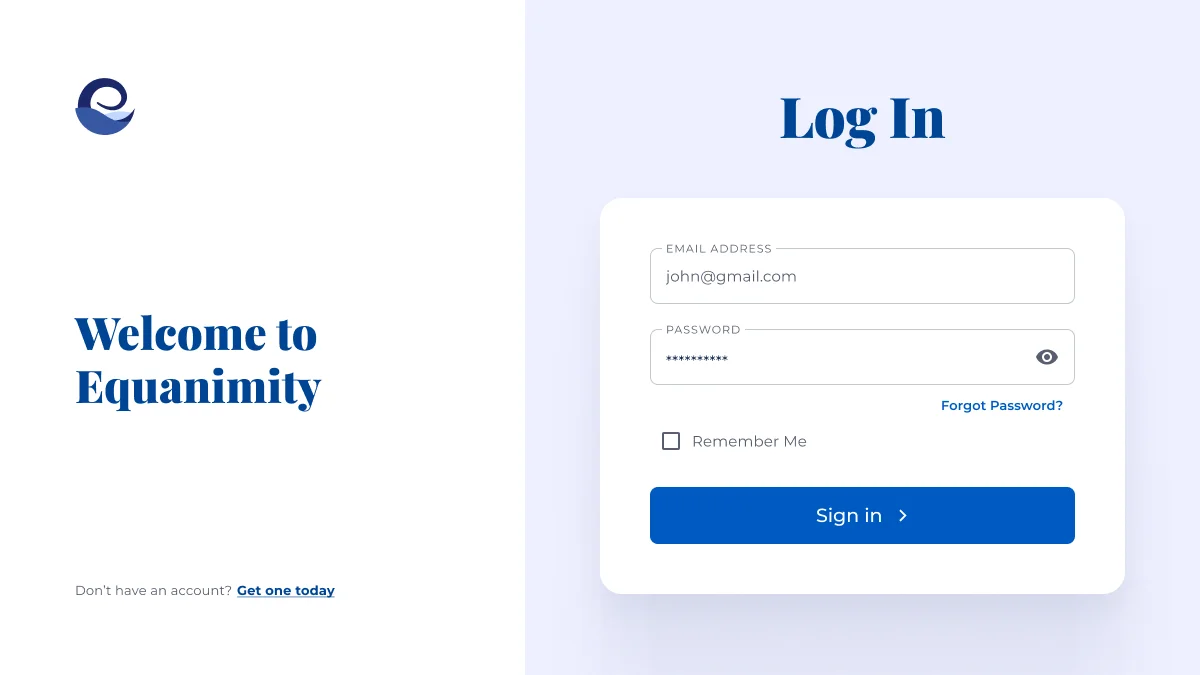 Welcome to
Equanimity
Don’t have an account? Get one today
Log In
EMAIL ADDRESS
john@gmail.com
PASSWORD
**********
Forgot Password?
Remember Me
Sign in